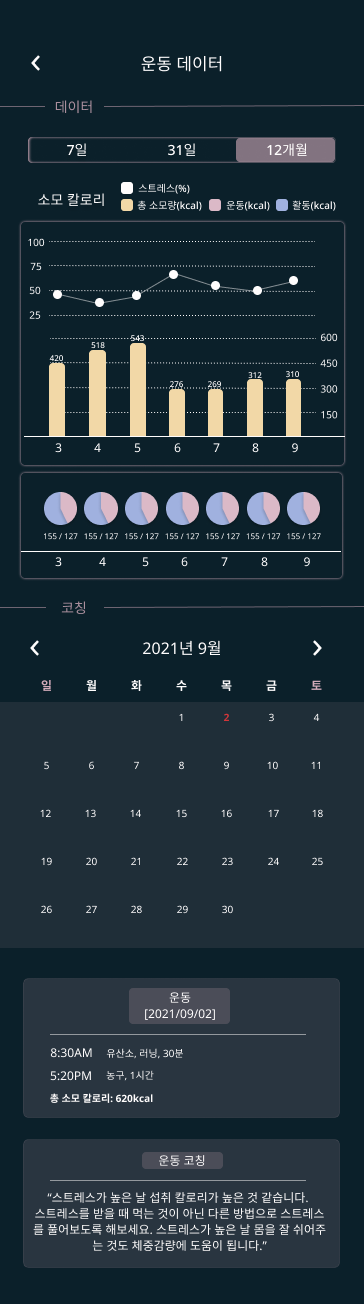 운동 데이터
데이터
7일 31일 12개월
소모 칼로리
스트레스(%)
총 소모량(kcal) 운동(kcal) 활동(kcal)
100
75
50
25
600
450
300
150
420 518 543 276 269 312 310
3 4 5 6 7 8 9
155 / 127 155 / 127 155 / 127 155 / 127 155 / 127 155 / 127 155 / 127
3 4 5 6 7 8 9
코칭
2021년 9월
일 월 화 수 목 금 토
1 2 3 4
5 6 7 8 9 10 11
12 13 14 15 16 17 18
19 20 21 22 23 24 25
26 27 28 29 30
운동
[2021/09/02]
8:30AM 유산소, 러닝, 30분
5:20PM 농구, 1시간
총 소모 칼로리: 620kcal
운동 코칭
“스트레스가 높은 날 섭취 칼로리가 높은 것 같습니다.
스트레스를 받을 때 먹는 것이 아닌 다른 방법으로 스트레스
를 풀어보도록 해보세요. 스트레스가 높은 날 몸을 잘 쉬어주
는 것도 체중감량에 도움이 됩니다.”